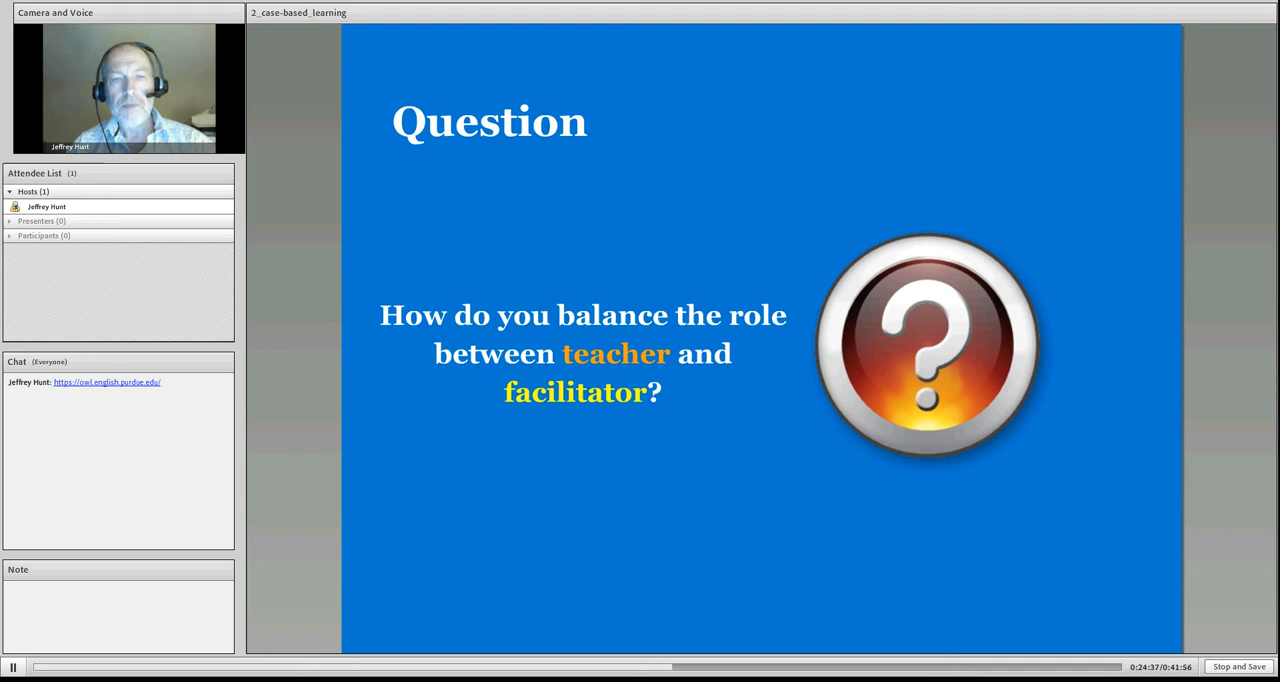 Camera and Voice
Jeffrey Hunt
Attendee List (1)
Hosts (1)
Jeffrey Hunt
Presenters (0)
Participants (0)
Chat (Everyone)
Jeffrey Hunt: https://owl.english.purdue.edu/
Note
2_case-based_learning
Question
How do you balance the role
between teacher and
facilitator?
?
0:24:37/0:41:56
Stop and Save